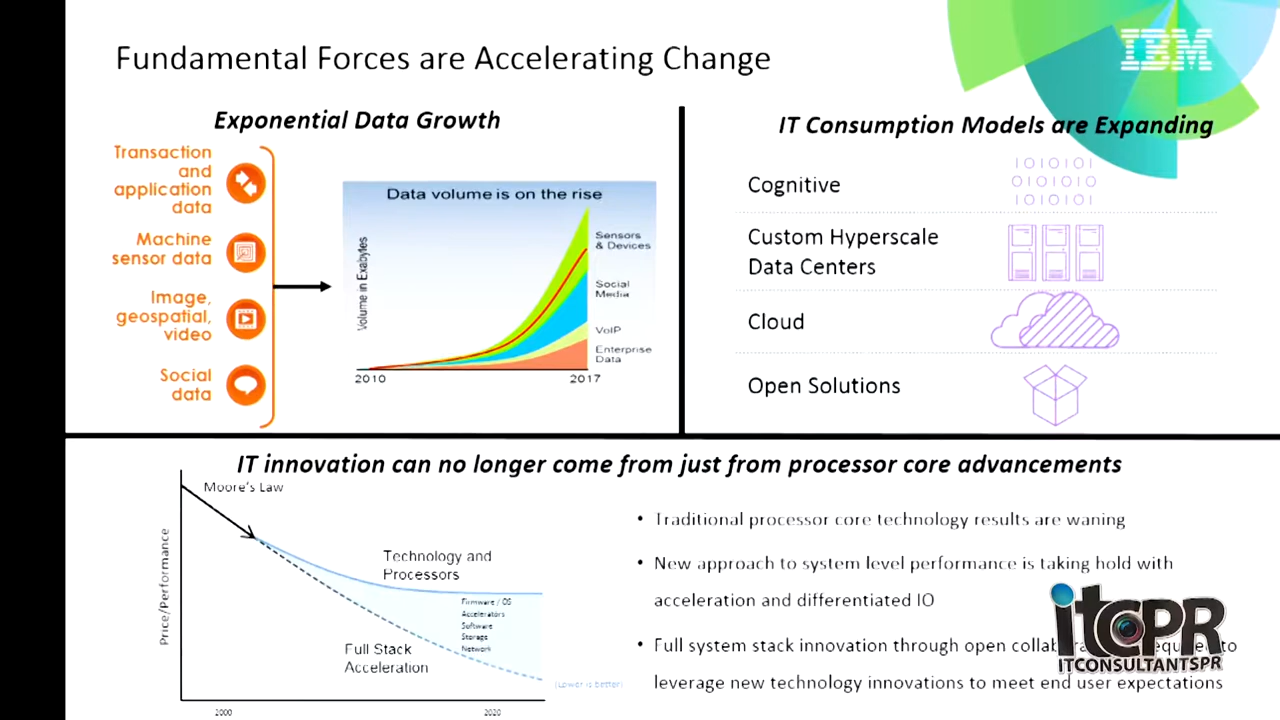 Fundamental Forces are Accelerating Change
IBM
Exponential Data Growth
Transaction
and
application
data
Machine
sensor data
Image,
geospatial,
video
Social
data
Data volume is on the rise
Volume in Exabytes
Sensors
& Devices
Social
Media
VoIP
Enterprise
Data
2010
2017
IT Consumption Models are Expanding
Cognitive
IOIOIOI
OIOIOIO
IOIOIOI
Custom Hyperscale
Data Centers
Cloud
Open Solutions
IT innovation can no longer come from just from processor core advancements
Moore's Law
Price/Performance
Technology and
Processors
Firmware / OS
Accelerators
Software
Storage
Network
Full Stack
Acceleration
(Lower is better)
2000
2020
• Traditional processor core technology results are waning
• New approach to system level performance is taking hold with
acceleration and differentiated IO
• Full system stack innovation through open to
leverage new technology innovations to meet end user expectations
itCPR
ITCONSULTANTSPR